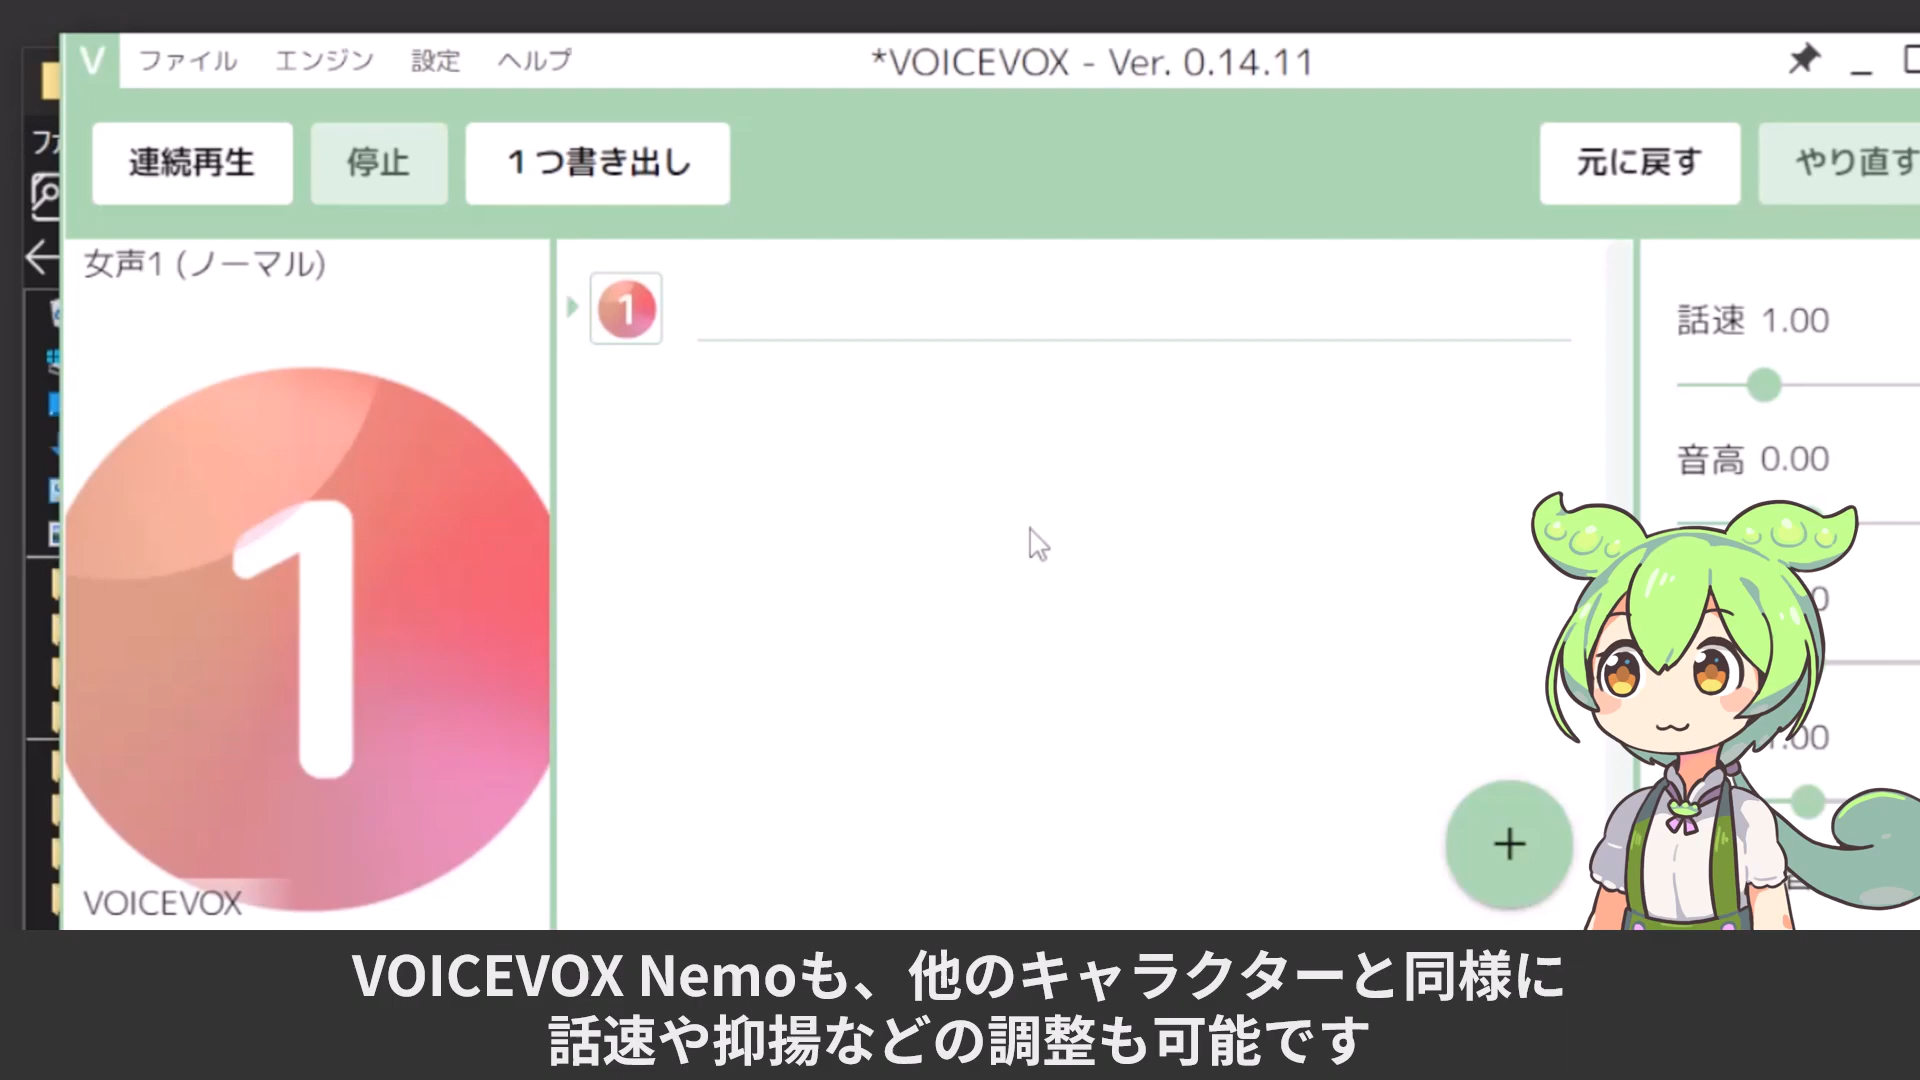 V ファイル エンジン 設定 ヘルプ *VOICEVOX - Ver. 0.14.11
連続再生 停止 1つ書き出し 元に戻す やり直す
女声1 (ノーマル)
1
話速 1.00
音高 0.00
1
VOICEVOX
+
VOICEVOX Nemoも、他のキャラクターと同様に
話速や抑揚などの調整も可能です